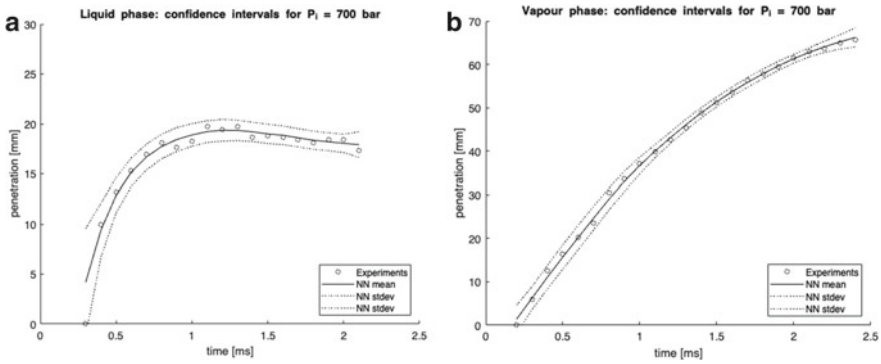 a
Liquid phase: confidence intervals for Pᵢ = 700 bar
penetration [mm]
30
25
20
15
10
5
0
0
0.5
1
1.5
2
2.5
time [ms]
Experiments
NN mean
NN stdev
NN stdev
b
Vapour phase: confidence intervals for Pᵢ = 700 bar
penetration [mm]
70
60
50
40
30
20
10
0
0
0.5
1
1.5
2
2.5
time [ms]
Experiments
NN mean
NN stdev
NN stdev